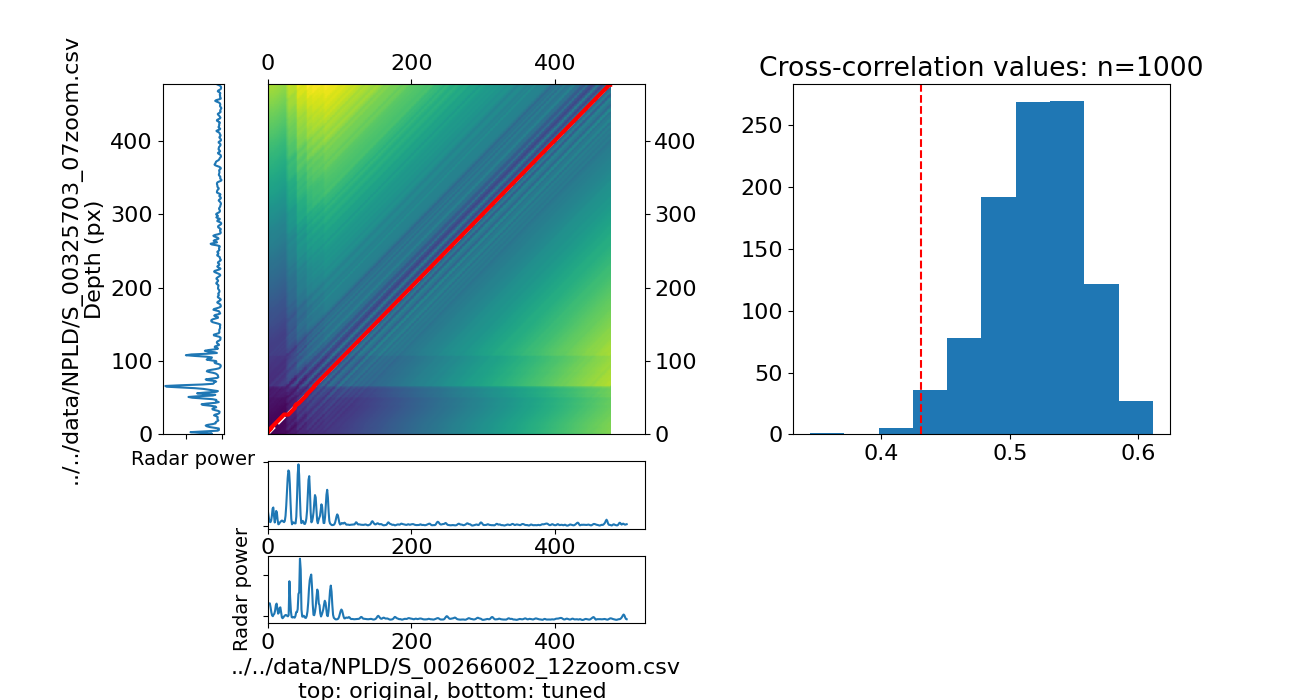 0 200 400
Cross-correlation values: n=1000
../../data/NPLD/S_00325703_07zoom.csv
Depth (px)
400
300
200
100
0
400
300
200
100
0
250
200
150
100
50
0
0.4 0.5 0.6
Radar power
0 200 400
Radar power
0 200 400
../../data/NPLD/S_00266002_12zoom.csv
top: original, bottom: tuned